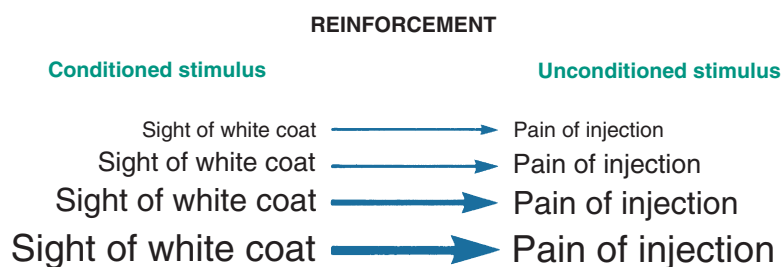 REINFORCEMENT
Conditioned stimulus Unconditioned stimulus
Sight of white coat Pain of injection
Sight of white coat Pain of injection
Sight of white coat Pain of injection
Sight of white coat Pain of injection